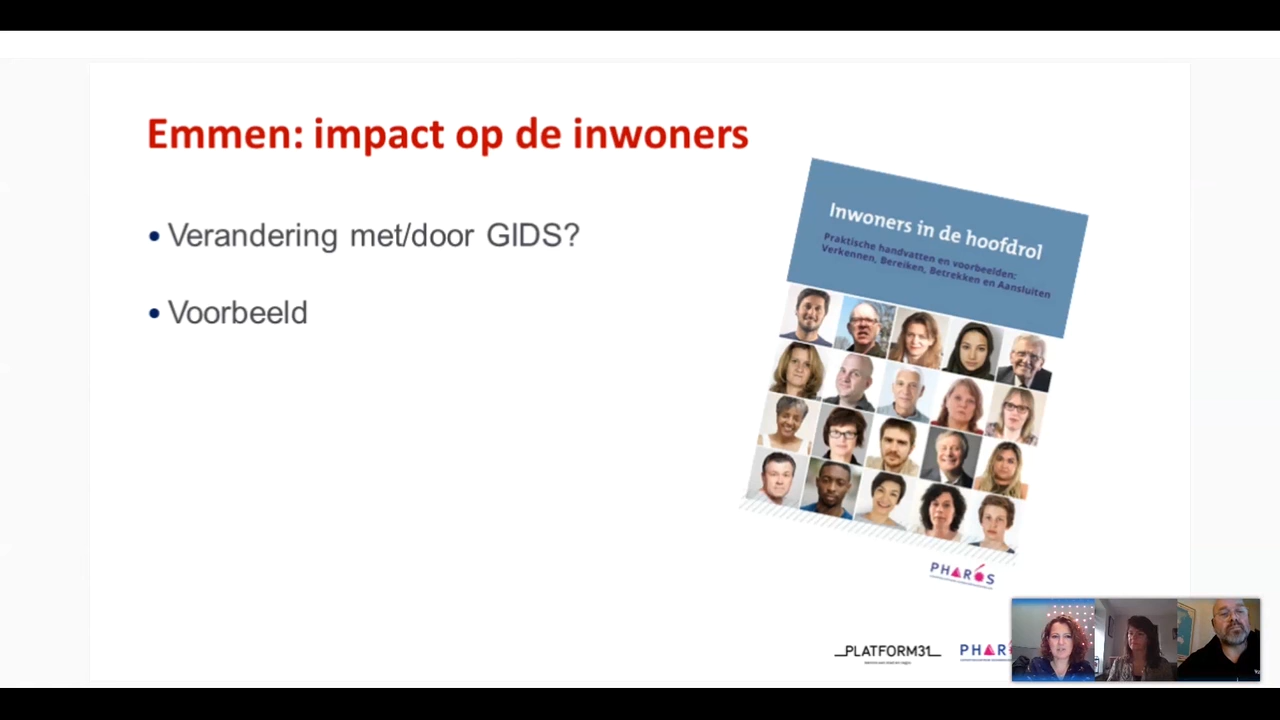 Emmen: impact op de inwoners
• Verandering met/door GIDS?
• Voorbeeld
Inwoners in de hoofdrol
Praktische handvatten en voorbeelden:
Verkennen, Bereiken, Betrekken en Aansluiten
PHAROS
PLATFORM31
PHAR